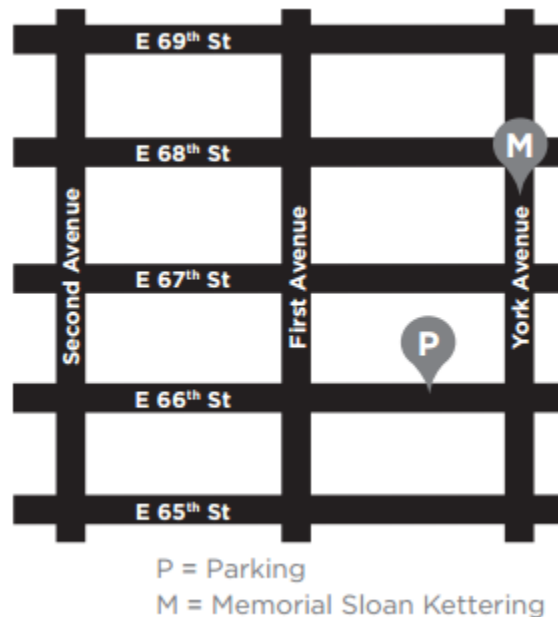 E 69th St
E 68th St
M
Second Avenue
First Avenue
York Avenue
E 67th St
P
E 66th St
E 65th St
P = Parking
M = Memorial Sloan Kettering